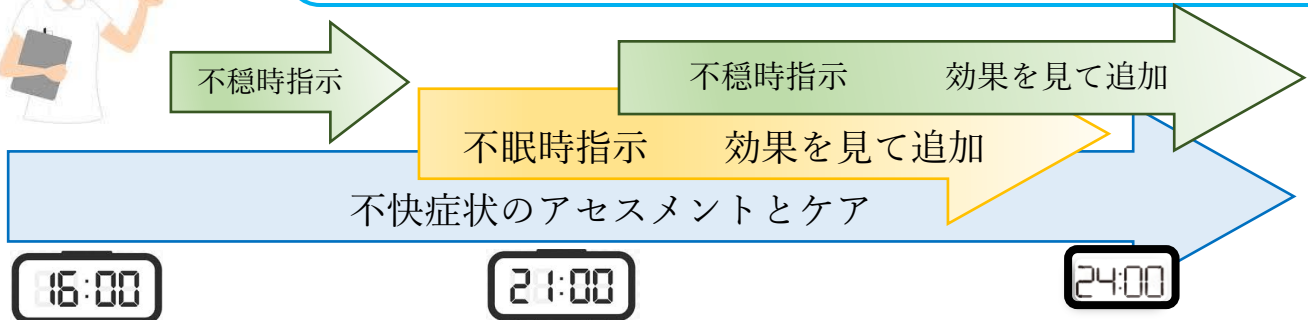 不穏時指示
不穏時指示　　効果を見て追加
不眠時指示　　効果を見て追加
不快症状のアセスメントとケア
16:00
21:00
24:00